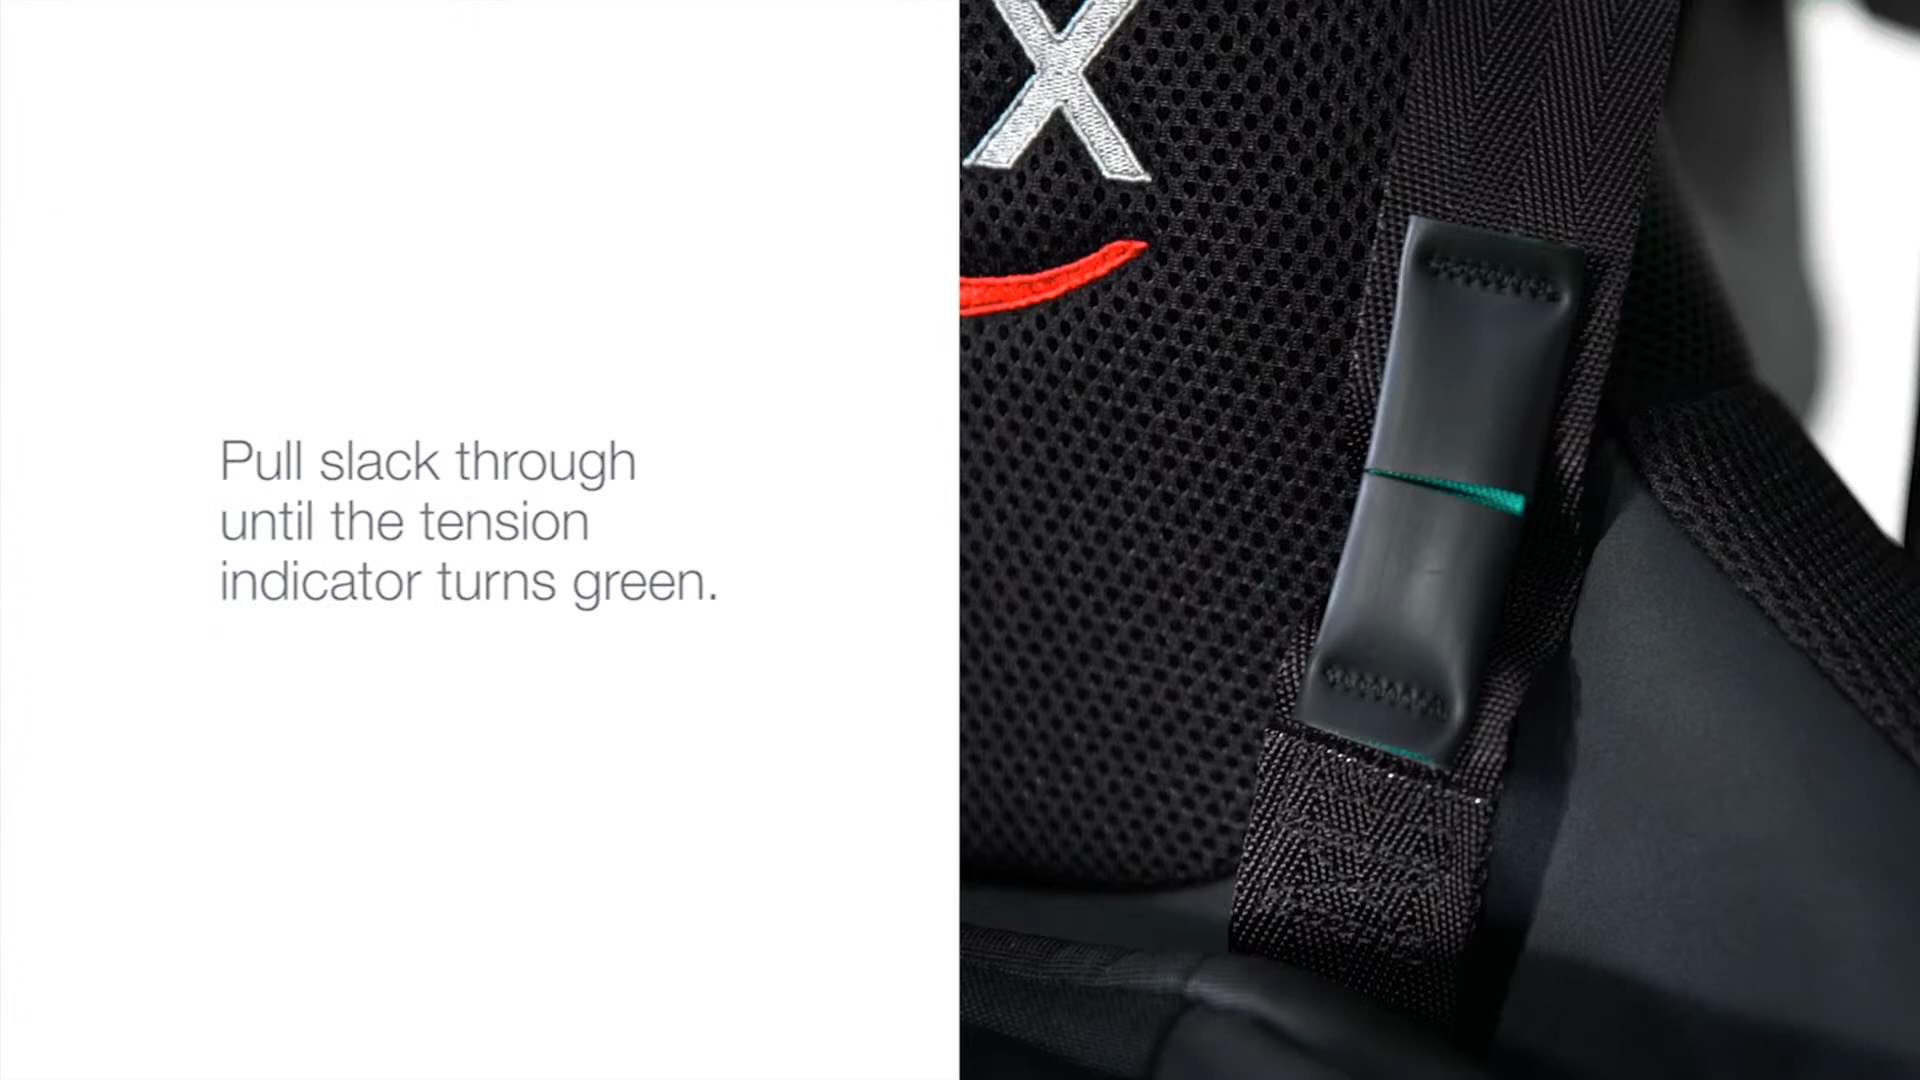 X
Pull slack through
until the tension
indicator turns green.